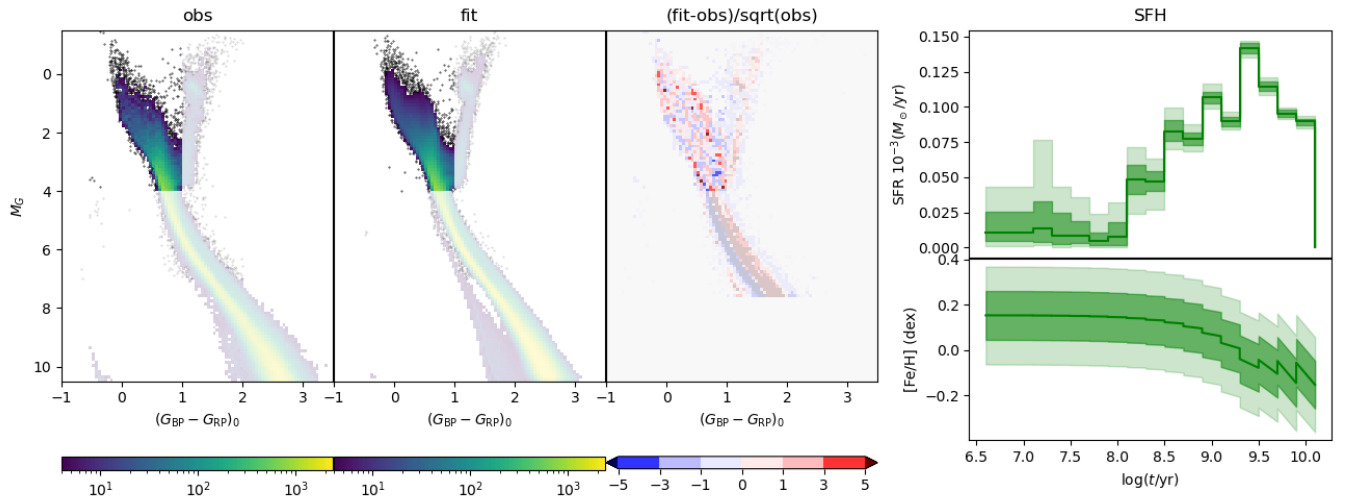 obs
fit
(fit-obs)/sqrt(obs)
SFH
M_G
0
2
4
6
8
10
−1 0 1 2 3
(G_BP − G_RP)_0
−1 0 1 2 3
(G_BP − G_RP)_0
−1 0 1 2 3
(G_BP − G_RP)_0
10^1 10^2 10^3
10^1 10^2 10^3
−5 −3 −1 0 1 3 5
SFR 10^−3(M_⊙/yr)
0.150
0.125
0.100
0.075
0.050
0.025
0.000
[Fe/H] (dex)
0.4
0.2
0.0
−0.2
6.5 7.0 7.5 8.0 8.5 9.0 9.5 10.0
log(t/yr)